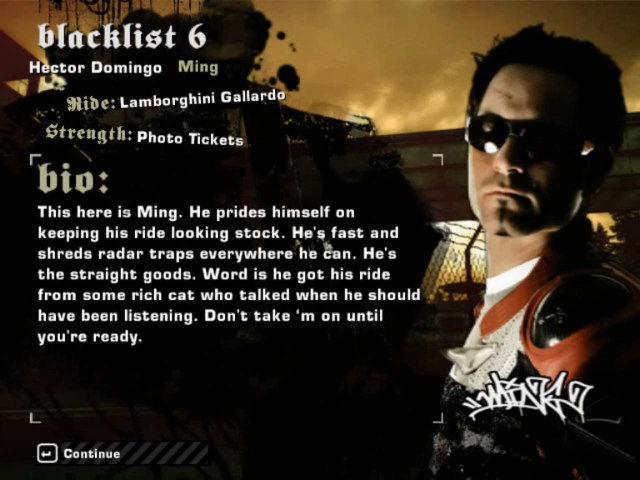 blacklist 6
Hector Domingo Ming
Ride: Lamborghini Gallardo
Strength: Photo Tickets
bio:
This here is Ming. He prides himself on
keeping his ride looking stock. He's fast and
shreds radar traps everywhere he can. He's
the straight goods. Word is he got his ride
from some rich cat who talked when he should
have been listening. Don't take ‘m on until
you're ready.
MING
Continue